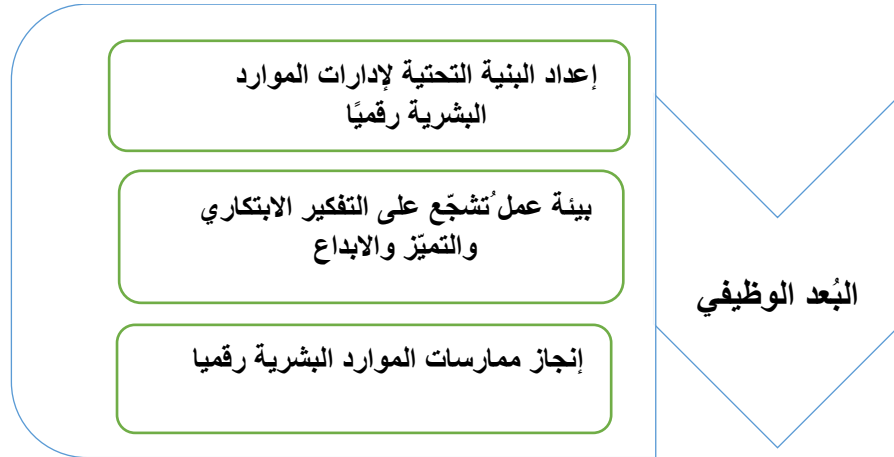 البُعد الوظيفي
إعداد البنية التحتية لإدارات الموارد
البشرية رقميًا
بيئة عمل ُتشجّع على التفكير الابتكاري
والتميّز والابداع
إنجاز ممارسات الموارد البشرية رقميا